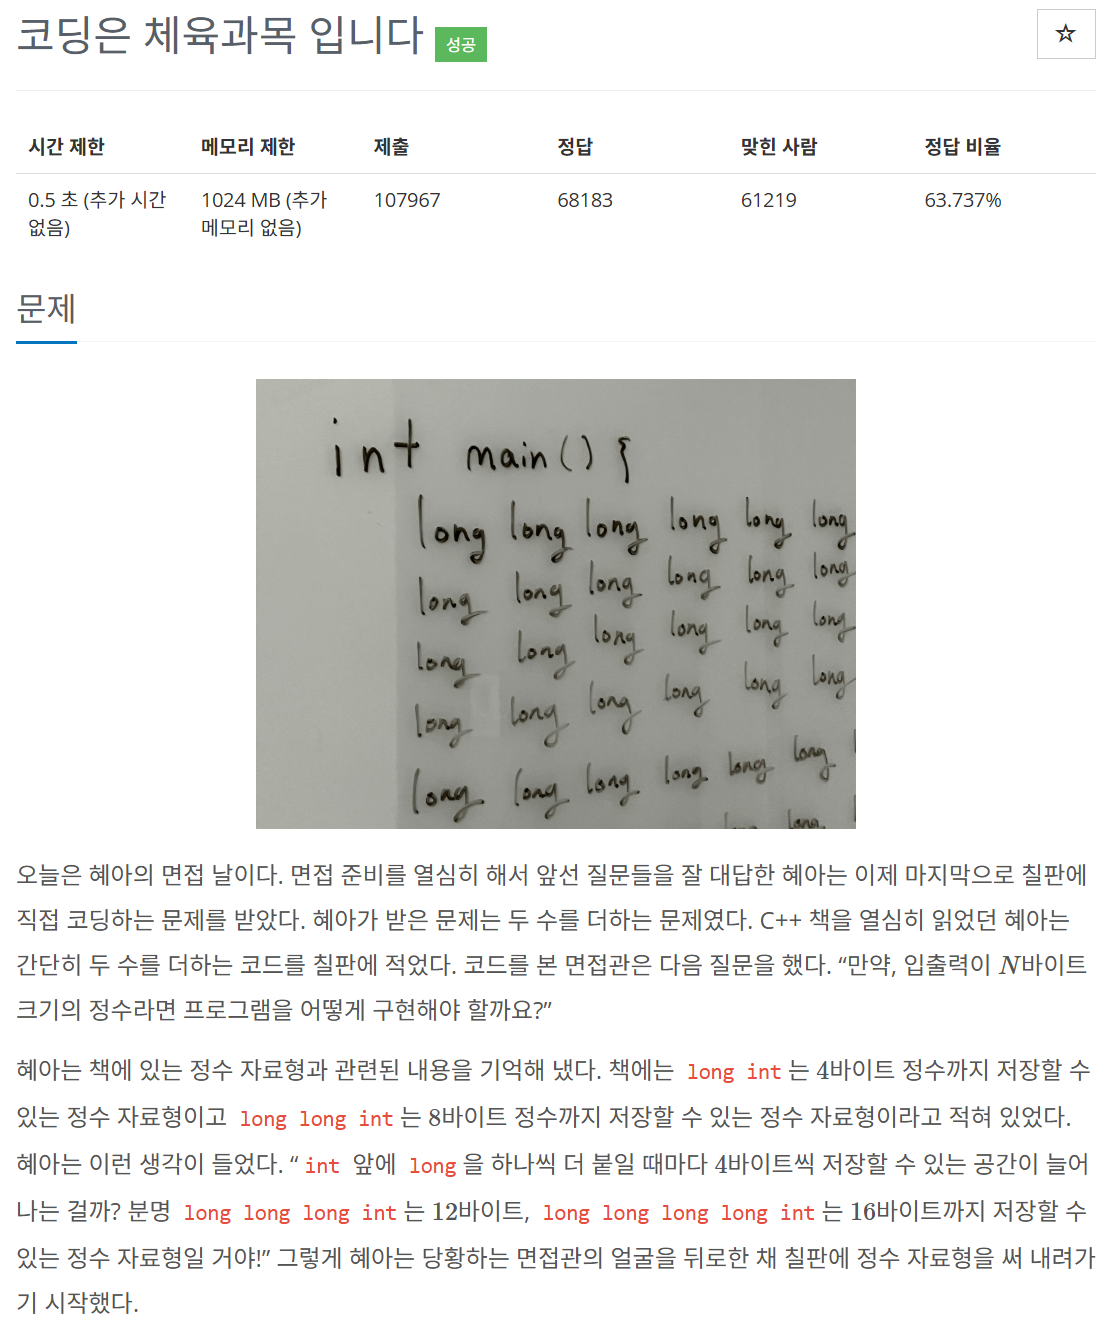 코딩은 체육과목 입니다 성공
☆
시간 제한 메모리 제한 제출 정답 맞힌 사람 정답 비율
0.5 초 (추가 시간 1024 MB (추가 107967 68183 61219 63.737%
없음) 메모리 없음)
문제
int main() {
long long long long long long
long long long long long long
long long long long long long
long long long long long long
long long long long long long
long long
오늘은 혜아의 면접 날이다. 면접 준비를 열심히 해서 앞선 질문들을 잘 대답한 혜아는 이제 마지막으로 칠판에
직접 코딩하는 문제를 받았다. 혜아가 받은 문제는 두 수를 더하는 문제였다. C++ 책을 열심히 읽었던 혜아는
간단히 두 수를 더하는 코드를 칠판에 적었다. 코드를 본 면접관은 다음 질문을 했다. “만약, 입출력이 N바이트
크기의 정수라면 프로그램을 어떻게 구현해야 할까요?”
혜아는 책에 있는 정수 자료형과 관련된 내용을 기억해 냈다. 책에는 long int는 4바이트 정수까지 저장할 수
있는 정수 자료형이고 long long int는 8바이트 정수까지 저장할 수 있는 정수 자료형이라고 적혀 있었다.
혜아는 이런 생각이 들었다. “int 앞에 long을 하나씩 더 붙일 때마다 4바이트씩 저장할 수 있는 공간이 늘어
나는 걸까? 분명 long long long int는 12바이트, long long long long int는 16바이트까지 저장할 수
있는 정수 자료형일 거야!” 그렇게 혜아는 당황하는 면접관의 얼굴을 뒤로한 채 칠판에 정수 자료형을 써 내려가
기 시작했다.